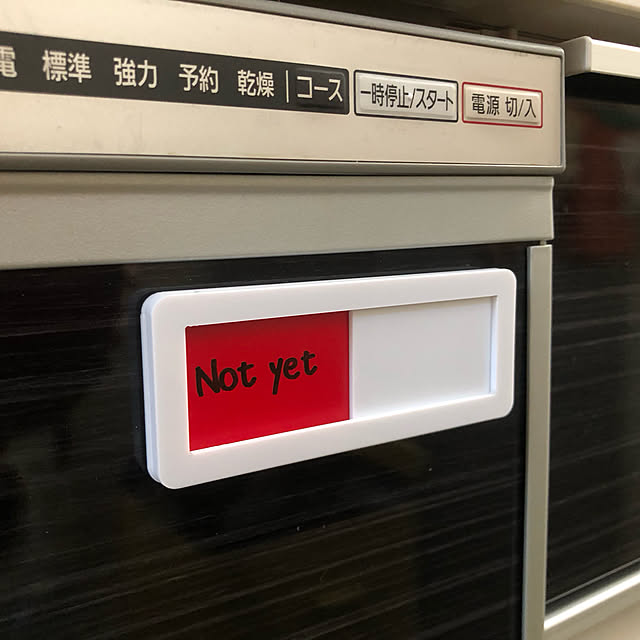 電 標準 強力 予約 乾燥 コース 一時停止/スタート 電源 切/入
Not yet